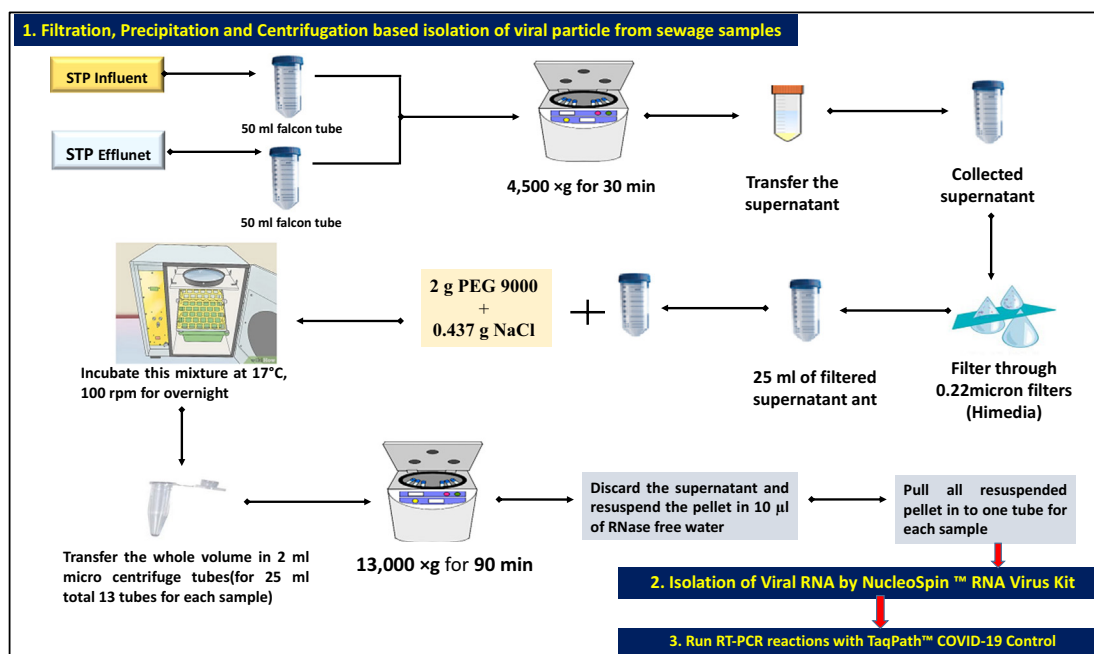 1. Filtration, Precipitation and Centrifugation based isolation of viral particle from sewage samples
STP Influent
50 ml falcon tube
STP Efflunet
50 ml falcon tube
4,500 ×g for 30 min
Transfer the
supernatant
Collected
supernatant
Filter through
0.22micron filters
(Himedia)
25 ml of filtered
supernatant ant
+
2 g PEG 9000
+
0.437 g NaCl
Incubate this mixture at 17°C,
100 rpm for overnight
Transfer the whole volume in 2 ml
micro centrifuge tubes(for 25 ml
total 13 tubes for each sample)
13,000 ×g for 90 min
Discard the supernatant and
resuspend the pellet in 10 µl
of RNase free water
Pull all resuspended
pellet in to one tube for
each sample
2. Isolation of Viral RNA by NucleoSpin ™ RNA Virus Kit
3. Run RT-PCR reactions with TaqPath™ COVID-19 Control